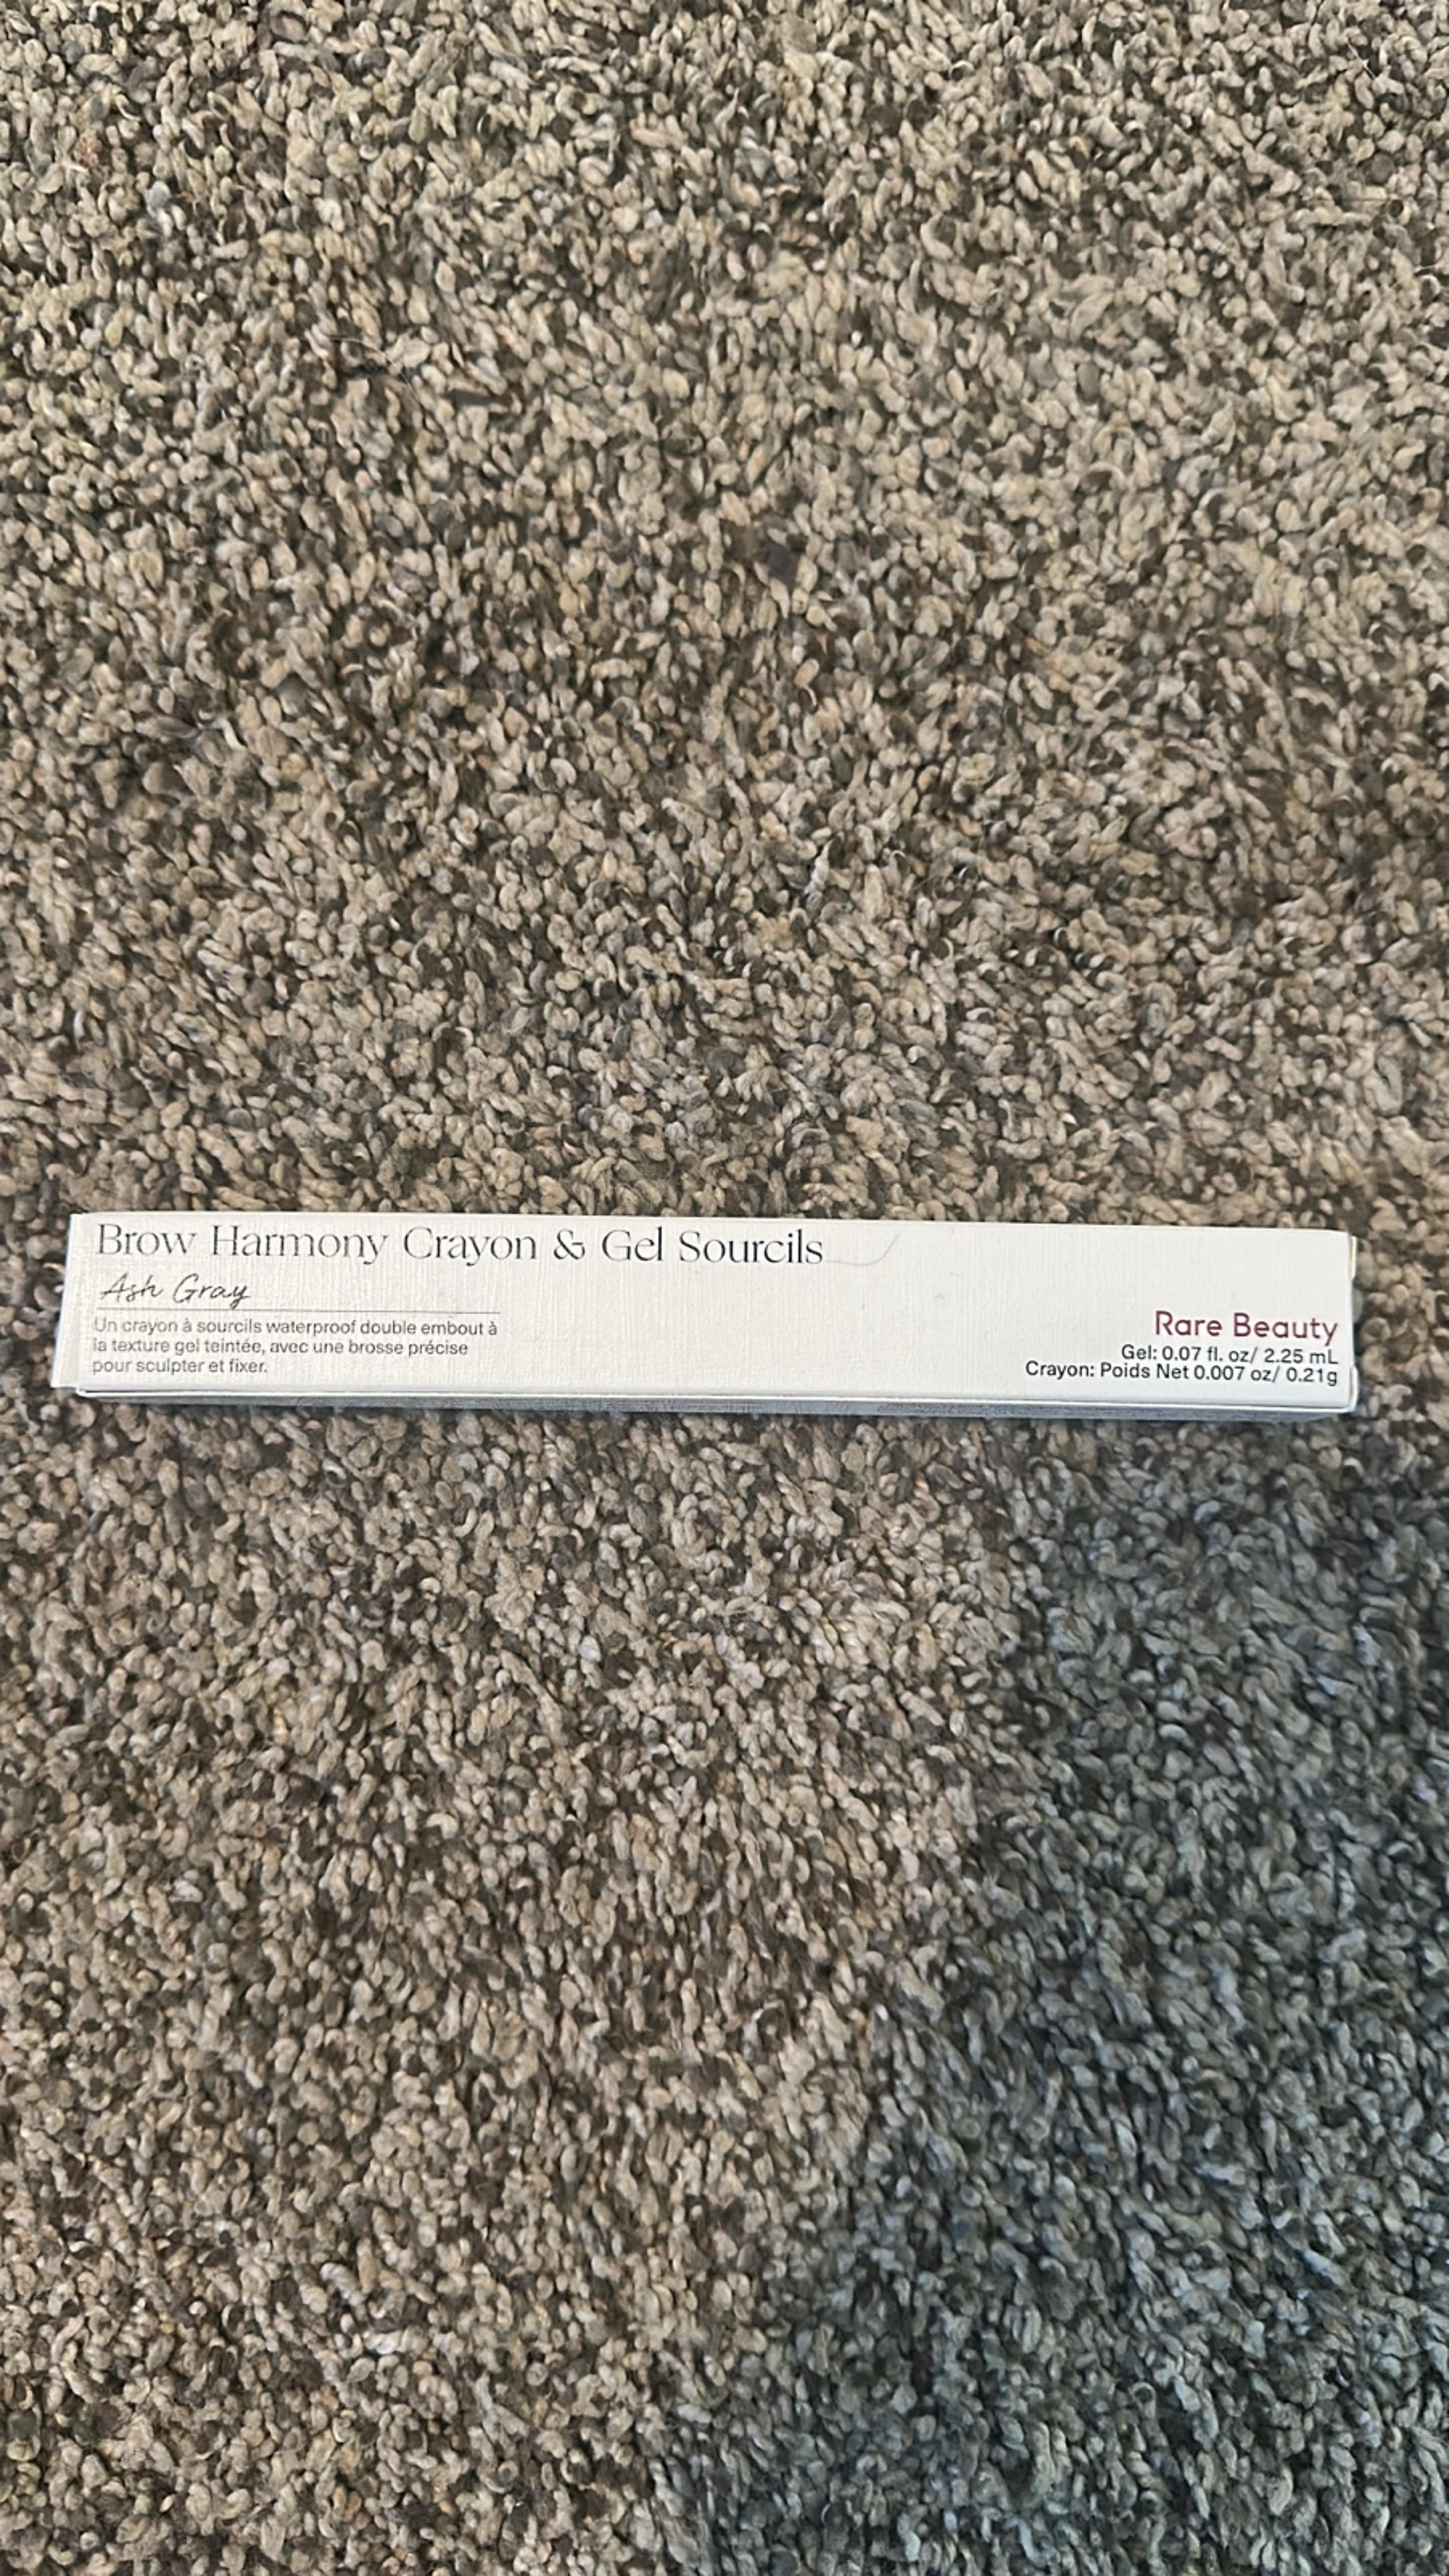 Brow Harmony Crayon & Gel Sourcils
Ash Gray
Un crayon à sourcils waterproof double embout à
la texture gel teintée, avec une brosse précise
pour sculpter et fixer.
Rare Beauty
Gel: 0.07 fl. oz/ 2.25 mL
Crayon: Poids Net 0.007 oz/ 0.21g